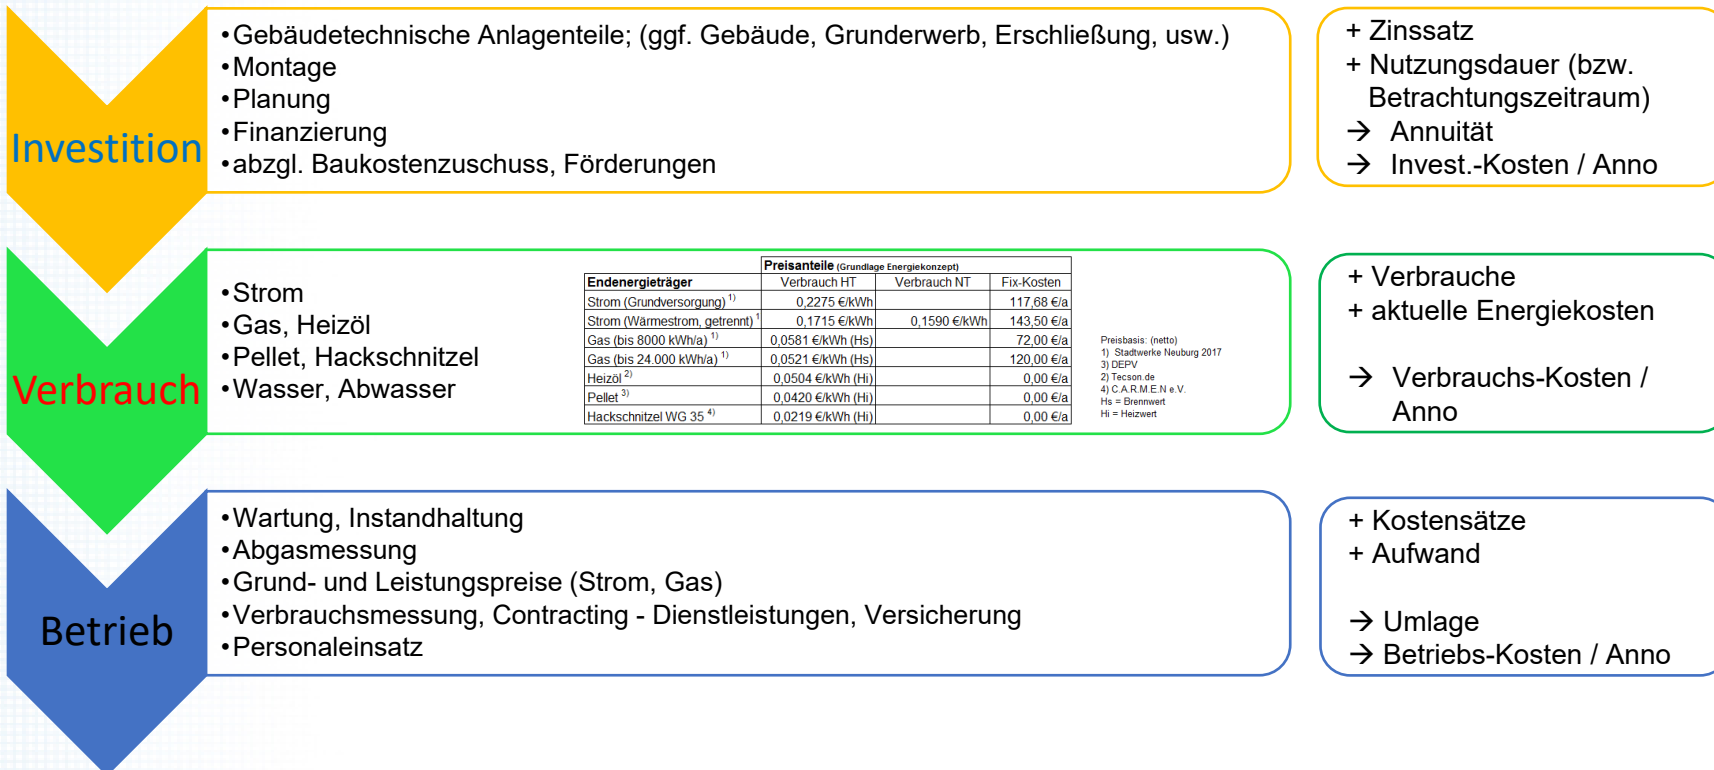 Investition
•Gebäudetechnische Anlagenteile; (ggf. Gebäude, Grunderwerb, Erschließung, usw.)
•Montage
•Planung
•Finanzierung
•abzgl. Baukostenzuschuss, Förderungen
+ Zinssatz
+ Nutzungsdauer (bzw.
Betrachtungszeitraum)
→ Annuität
→ Invest.-Kosten / Anno
Verbrauch
•Strom
•Gas, Heizöl
•Pellet, Hackschnitzel
•Wasser, Abwasser
Preisanteile (Grundlage Energiekonzept)
Endenergieträger Verbrauch HT Verbrauch NT Fix-Kosten
Strom (Grundversorgung) 1) 0,2275 €/kWh 117,68 €/a
Strom (Wärmestrom, getrennt) 1 0,1715 €/kWh 0,1590 €/kWh 143,50 €/a
Gas (bis 8000 kWh/a) 1) 0,0581 €/kWh (Hs) 72,00 €/a
Gas (bis 24.000 kWh/a) 1) 0,0521 €/kWh (Hs) 120,00 €/a
Heizöl 2) 0,0504 €/kWh (Hi) 0,00 €/a
Pellet 3) 0,0420 €/kWh (Hi) 0,00 €/a
Hackschnitzel WG 35 4) 0,0219 €/kWh (Hi) 0,00 €/a
Preisbasis: (netto)
1) Stadtwerke Neuburg 2017
3) DEPV
2) Tecson.de
4) C.A.R.M.E.N e.V.
Hs = Brennwert
Hi = Heizwert
+ Verbrauche
+ aktuelle Energiekosten
→ Verbrauchs-Kosten /
Anno
Betrieb
•Wartung, Instandhaltung
•Abgasmessung
•Grund- und Leistungspreise (Strom, Gas)
•Verbrauchsmessung, Contracting - Dienstleistungen, Versicherung
•Personaleinsatz
+ Kostensätze
+ Aufwand
→ Umlage
→ Betriebs-Kosten / Anno